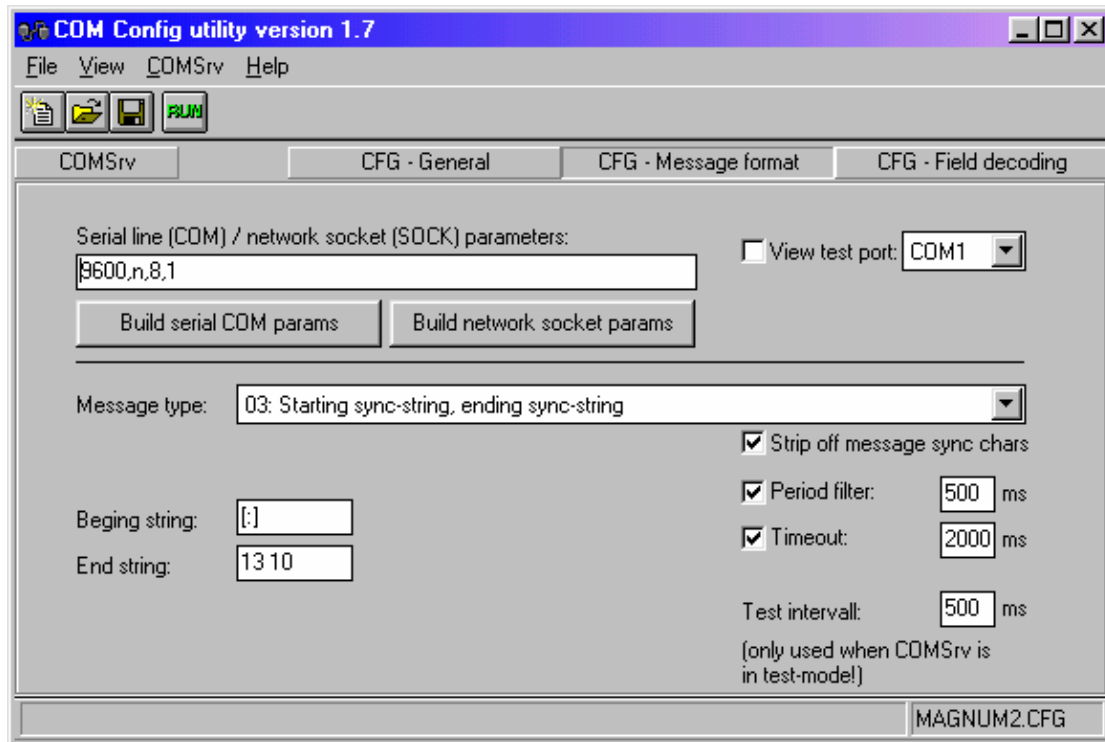 COM Config utility version 1.7
File View COMSrv Help
RUN
COMSrv CFG - General CFG - Message format CFG - Field decoding
Serial line (COM) / network socket (SOCK) parameters:
View test port: COM1
9600,n,8,1
Build serial COM params Build network socket params
Message type: 03: Starting sync-string, ending sync-string
Strip off message sync chars
Period filter: 500 ms
Beging string: [:]
Timeout: 2000 ms
End string: 13 10
Test intervall: 500 ms
(only used when COMSrv is
in test-mode!)
MAGNUM2.CFG